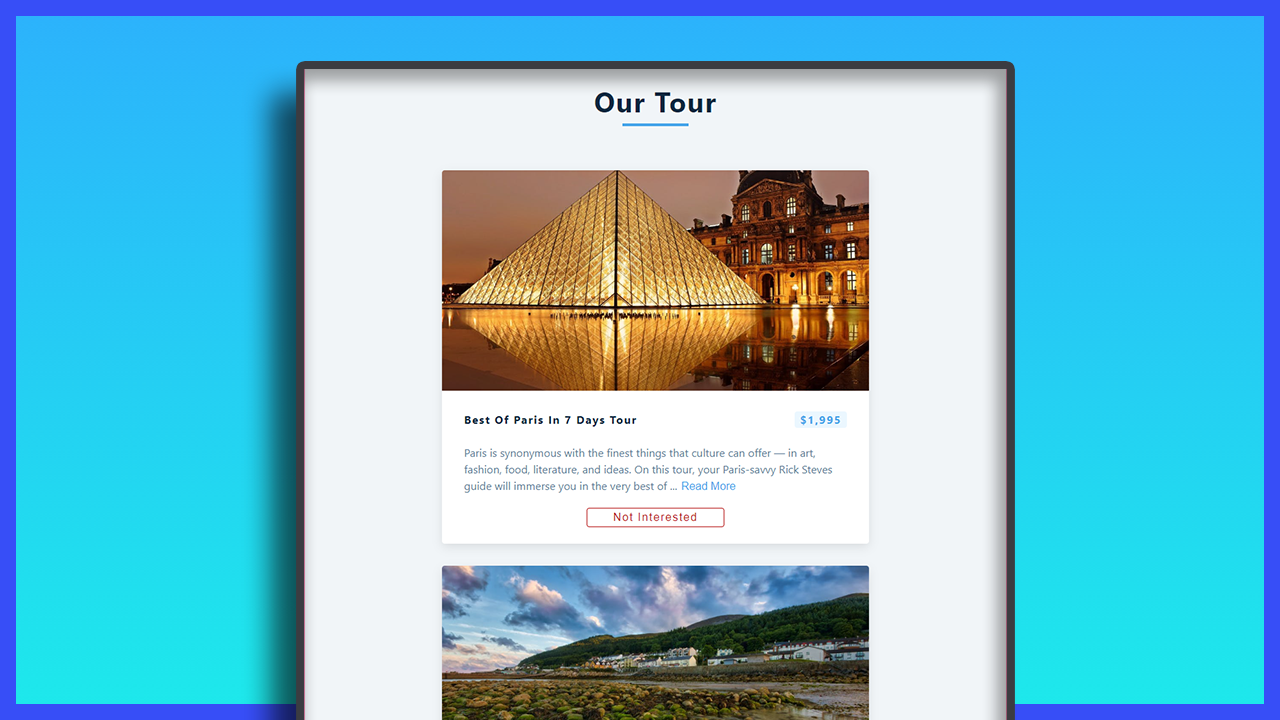 Our Tour
Best Of Paris In 7 Days Tour
$1,995
Paris is synonymous with the finest things that culture can offer — in art,
fashion, food, literature, and ideas. On this tour, your Paris-savvy Rick Steves
guide will immerse you in the very best of ... Read More
Not Interested